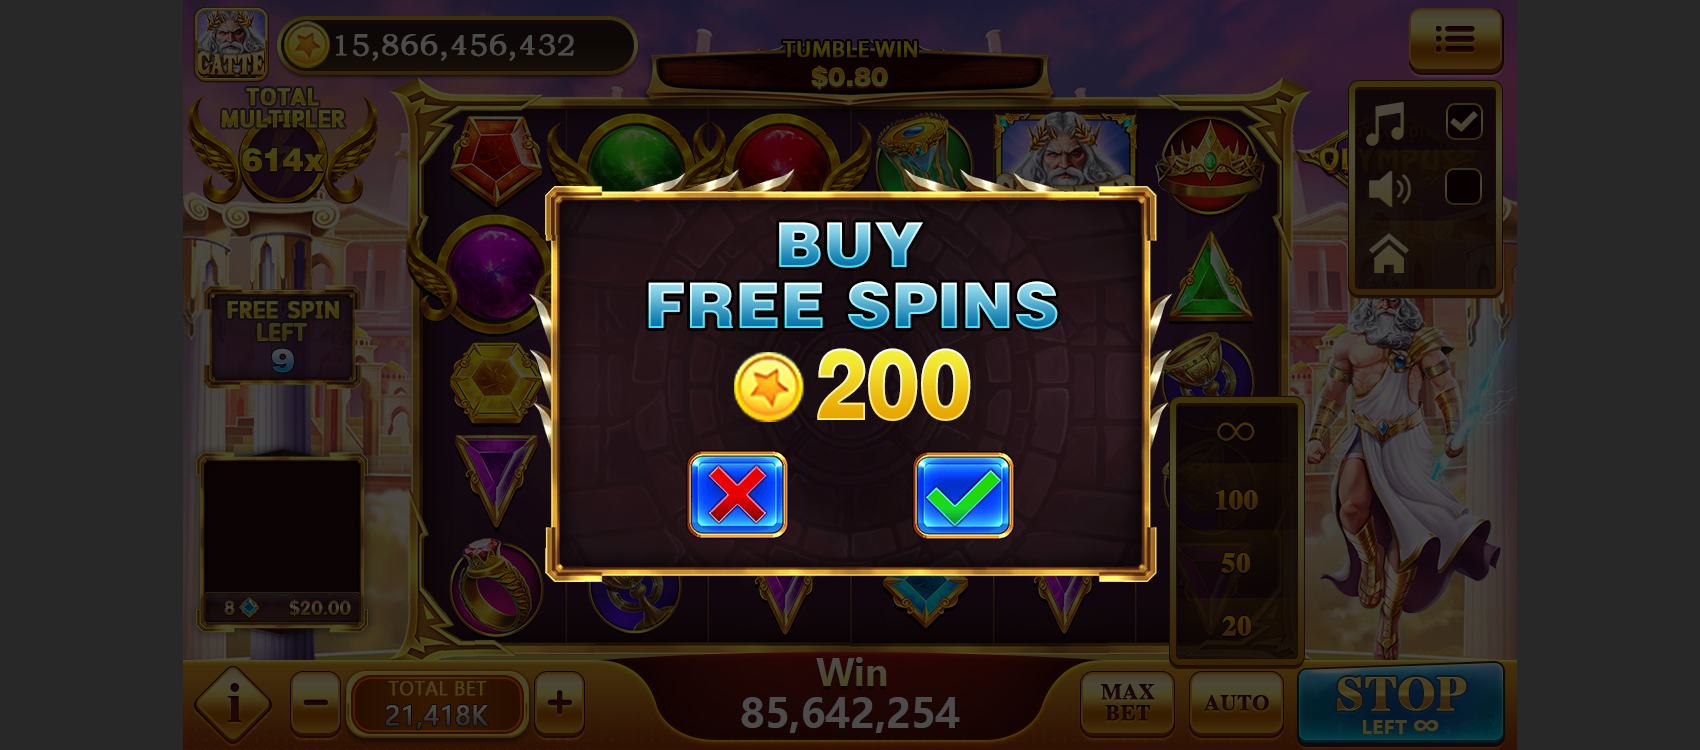 CATTE
15,866,456,432
TUMBLE WIN
$0.80
TOTAL
MULTIPLER
614x
OLYMPUS
FREE SPIN
LEFT
9
BUY
FREE SPINS
200
∞
100
50
20
8 $20.00
i
−
TOTAL BET
21,418K
+
Win
85,642,254
MAX
BET
AUTO
STOP
LEFT ∞